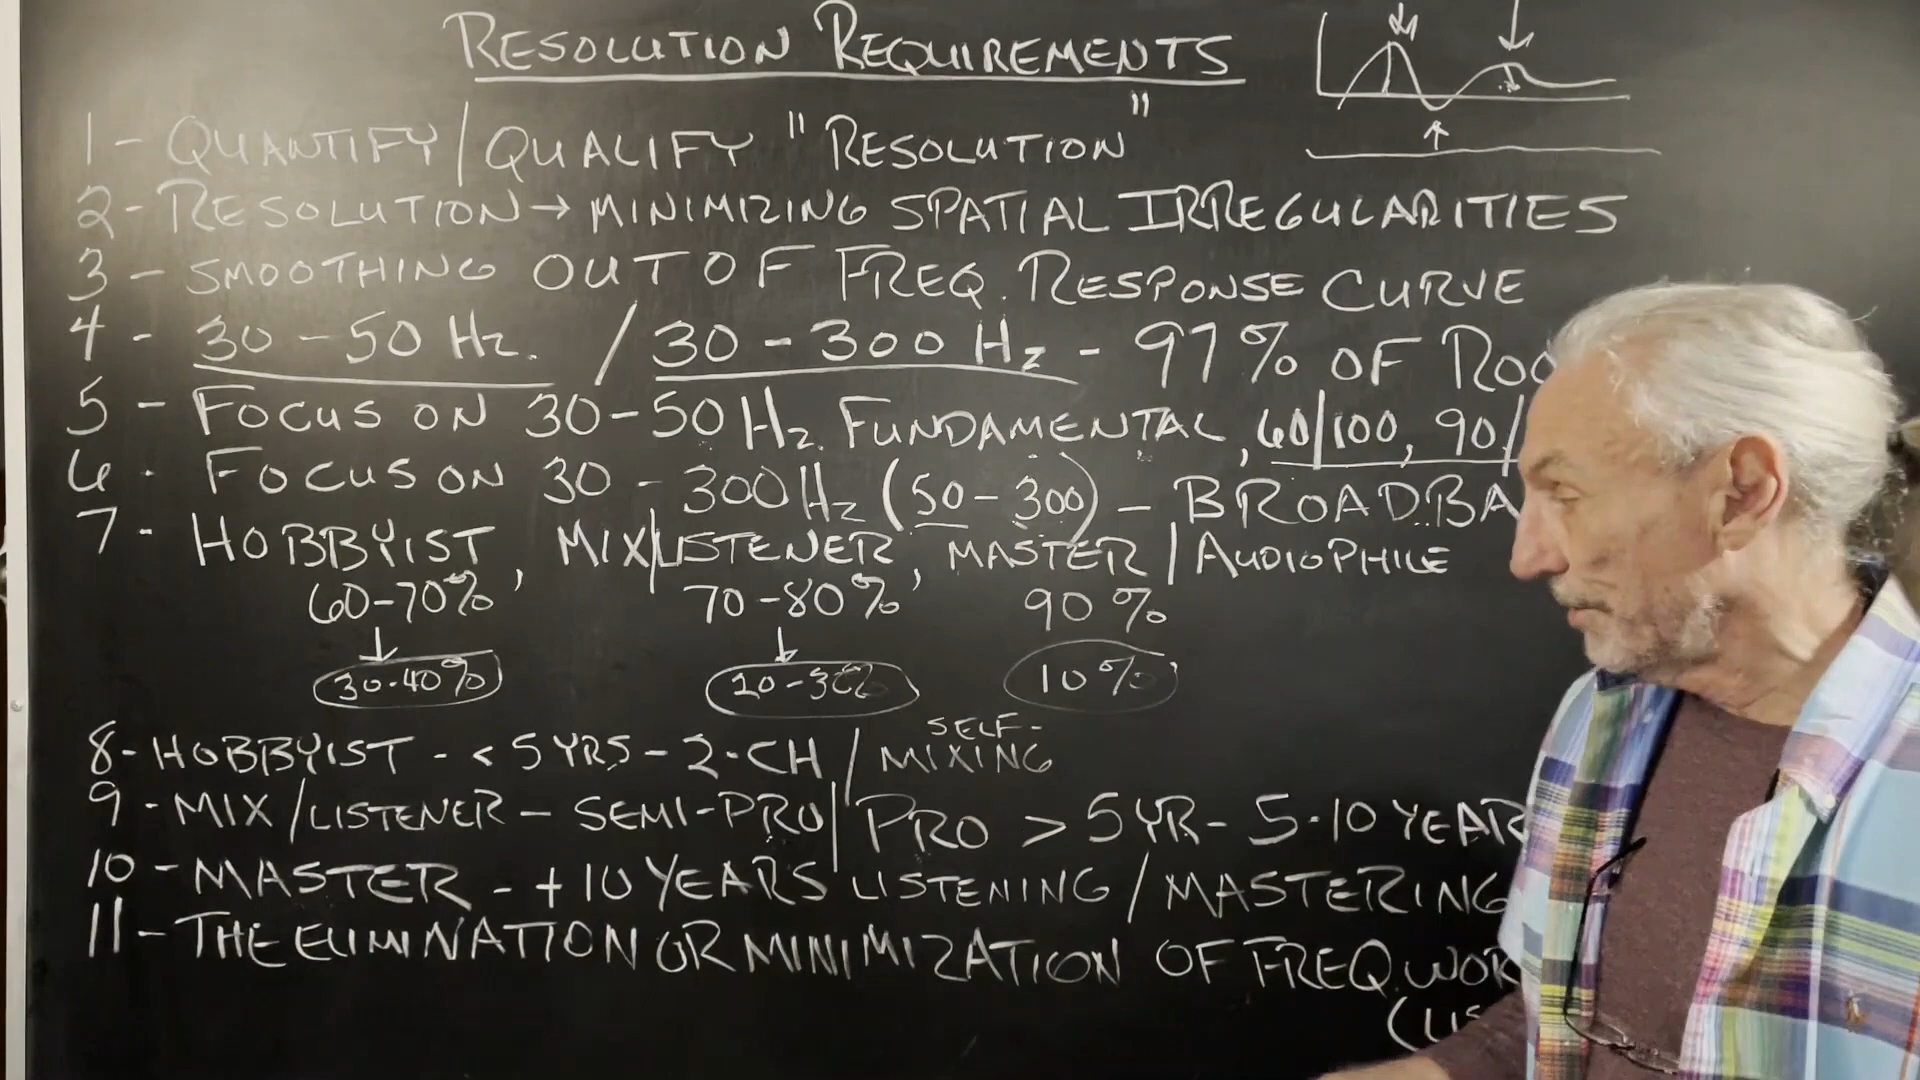 RESOLUTION REQUIREMENTS
1 - QUANTIFY/QUALIFY "RESOLUTION"
2 - RESOLUTION → MINIMIZING SPATIAL IRREGULARITIES
3 - SMOOTHING OUT OF FREQ. RESPONSE CURVE
4 - 30 - 50 Hz. / 30 - 300 Hz - 97% OF
5 - FOCUS ON 30-50 Hz FUNDAMENTAL, 60/100, 90/
6 - FOCUS ON 30 - 300 Hz (50 - 300) -
7 - HOBBYIST, MIX/LISTENER, MASTER / AUDIOPHILE
60-70% 70-80% 90%
↓ ↓
30-40% 20-30% 10%
SELF-
8 - HOBBYIST - < 5 YRS - 2-CH / MIXING
9 - MIX/LISTENER - SEMI-PRO / PRO > 5 YR - 5-10 YEAR
10 - MASTER - +10 YEARS LISTENING / MASTERING
11 - THE ELIMINATION OR MINIMIZATION OF FREQ.